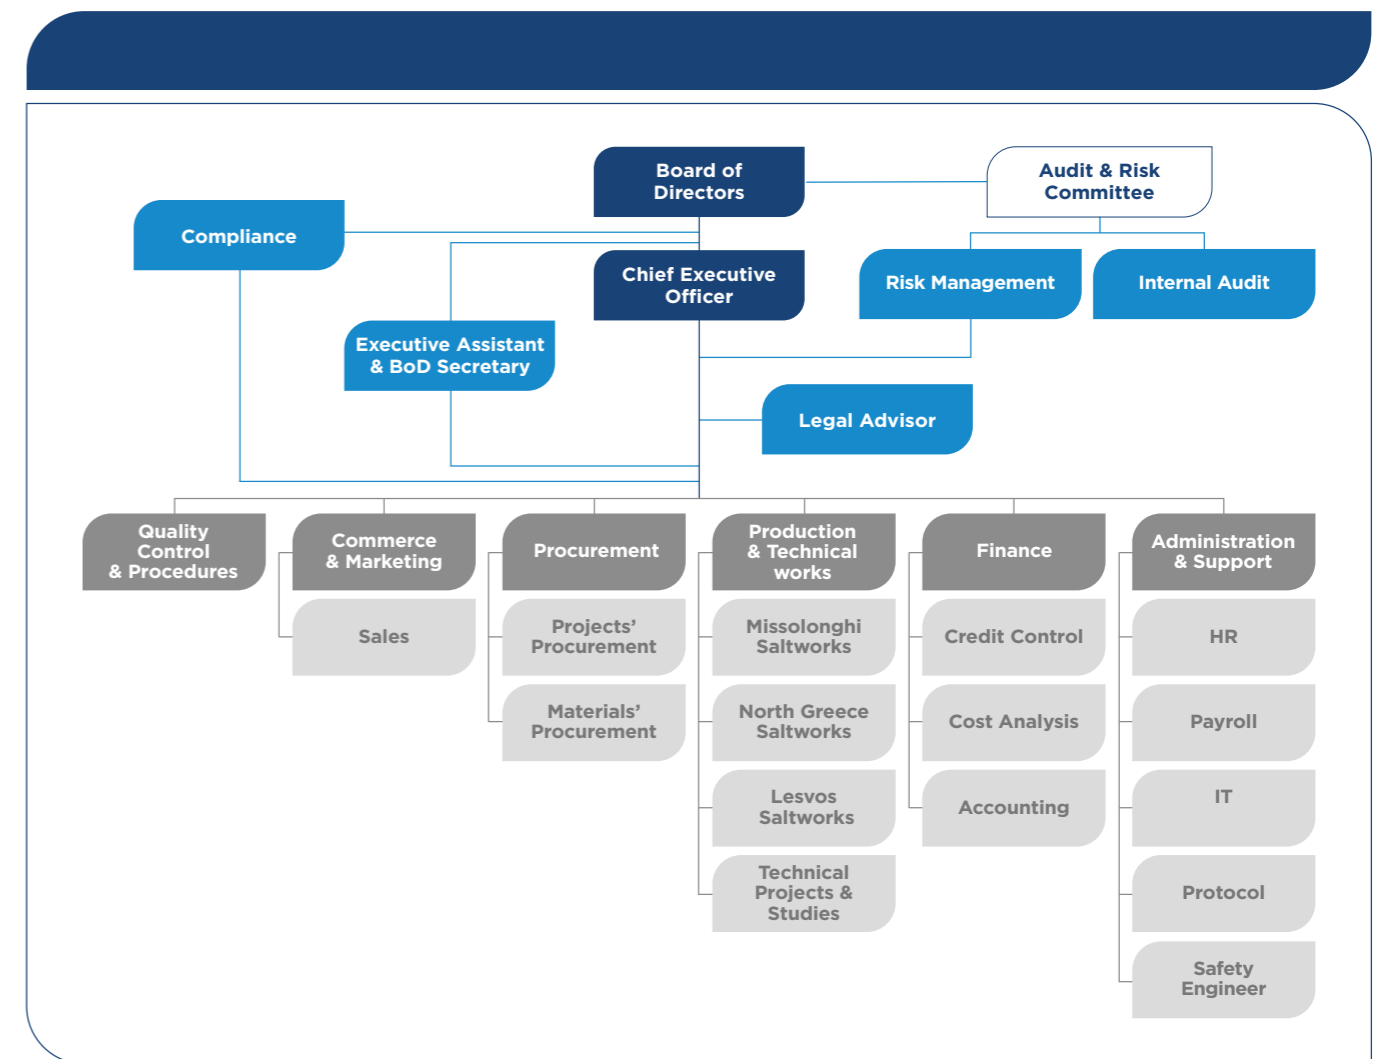 Board of
Directors
Audit & Risk
Committee
Compliance
Chief Executive
Officer
Risk Management
Internal Audit
Executive Assistant
& BoD Secretary
Legal Advisor
Quality
Control
& Procedures
Commerce
& Marketing
Procurement
Production
& Technical
works
Finance
Administration
& Support
Sales
Projects’
Procurement
Missolonghi
Saltworks
Credit Control
HR
Materials’
Procurement
North Greece
Saltworks
Cost Analysis
Payroll
Lesvos
Saltworks
Accounting
IT
Technical
Projects &
Studies
Protocol
Safety
Engineer